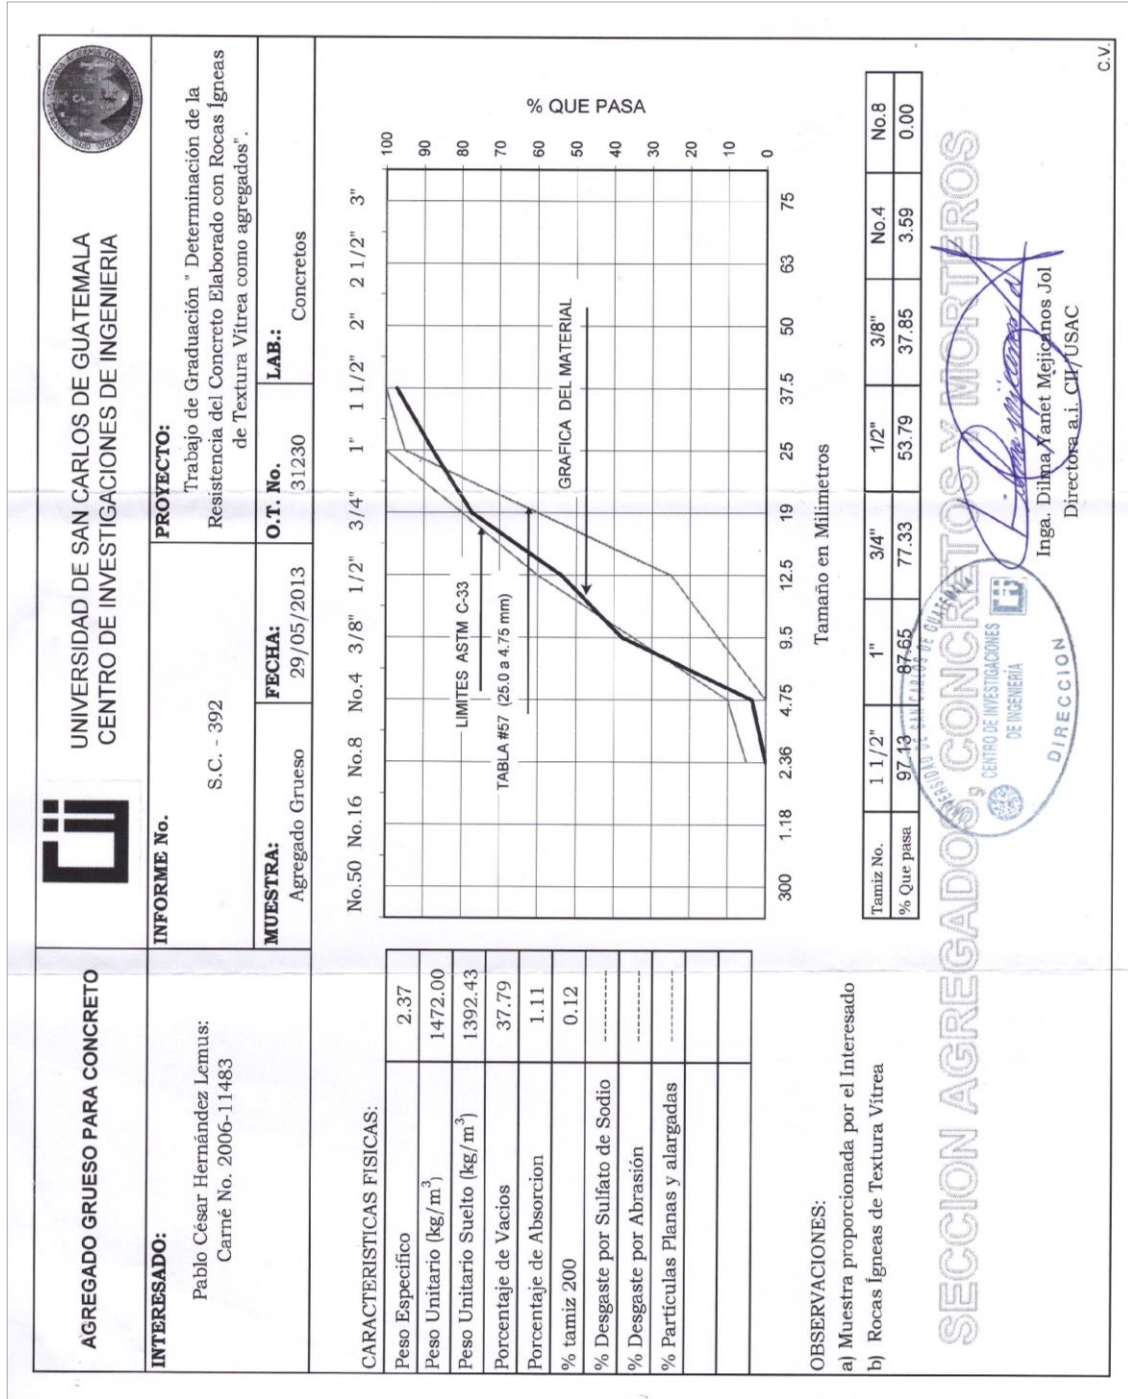 AGREGADO GRUESO PARA CONCRETO
UNIVERSIDAD DE SAN CARLOS DE GUATEMALA
CENTRO DE INVESTIGACIONES DE INGENIERIA
INTERESADO:
Pablo César Hernández Lemus:
Carné No. 2006-11483
INFORME No.
S.C. - 392
PROYECTO:
Trabajo de Graduación " Determinación de la
Resistencia del Concreto Elaborado con Rocas Ígneas
de Textura Vítrea como agregados".
MUESTRA:
Agregado Grueso
FECHA:
29/05/2013
O.T. No.
31230
LAB.:
Concretos
CARACTERISTICAS FISICAS:
Peso Especifico 2.37
Peso Unitario (kg/m³) 1472.00
Peso Unitario Suelto (kg/m³) 1392.43
Porcentaje de Vacios 37.79
Porcentaje de Absorcion 1.11
% tamiz 200 0.12
% Desgaste por Sulfato de Sodio -----------
% Desgaste por Abrasión -----------
% Partículas Planas y alargadas -----------
No.50 No.16 No.8 No.4 3/8" 1/2" 3/4" 1" 1 1/2" 2" 2 1/2" 3"
100
90
80
70
60
50
40
30
20
10
0
% QUE PASA
LIMITES ASTM C-33
TABLA #57 (25.0 a 4.75 mm)
GRAFICA DEL MATERIAL
300 1.18 2.36 4.75 9.5 12.5 19 25 37.5 50 63 75
Tamaño en Milimetros
Tamiz No. 1 1/2" 1" 3/4" 1/2" 3/8" No.4 No.8
% Que pasa 97.13 87.65 77.33 53.79 37.85 3.59 0.00
OBSERVACIONES:
a) Muestra proporcionada por el Interesado
b) Rocas Ígneas de Textura Vítrea
SECCION AGREGADOS, CONCRETOS Y MORTEROS
UNIVERSIDAD DE SAN CARLOS DE GUATEMALA
CENTRO DE INVESTIGACIONES
DE INGENIERÍA
DIRECCION
Inga. Dilma Yanet Mejicanos Jol
Directora a.i. CII/USAC
C.V.